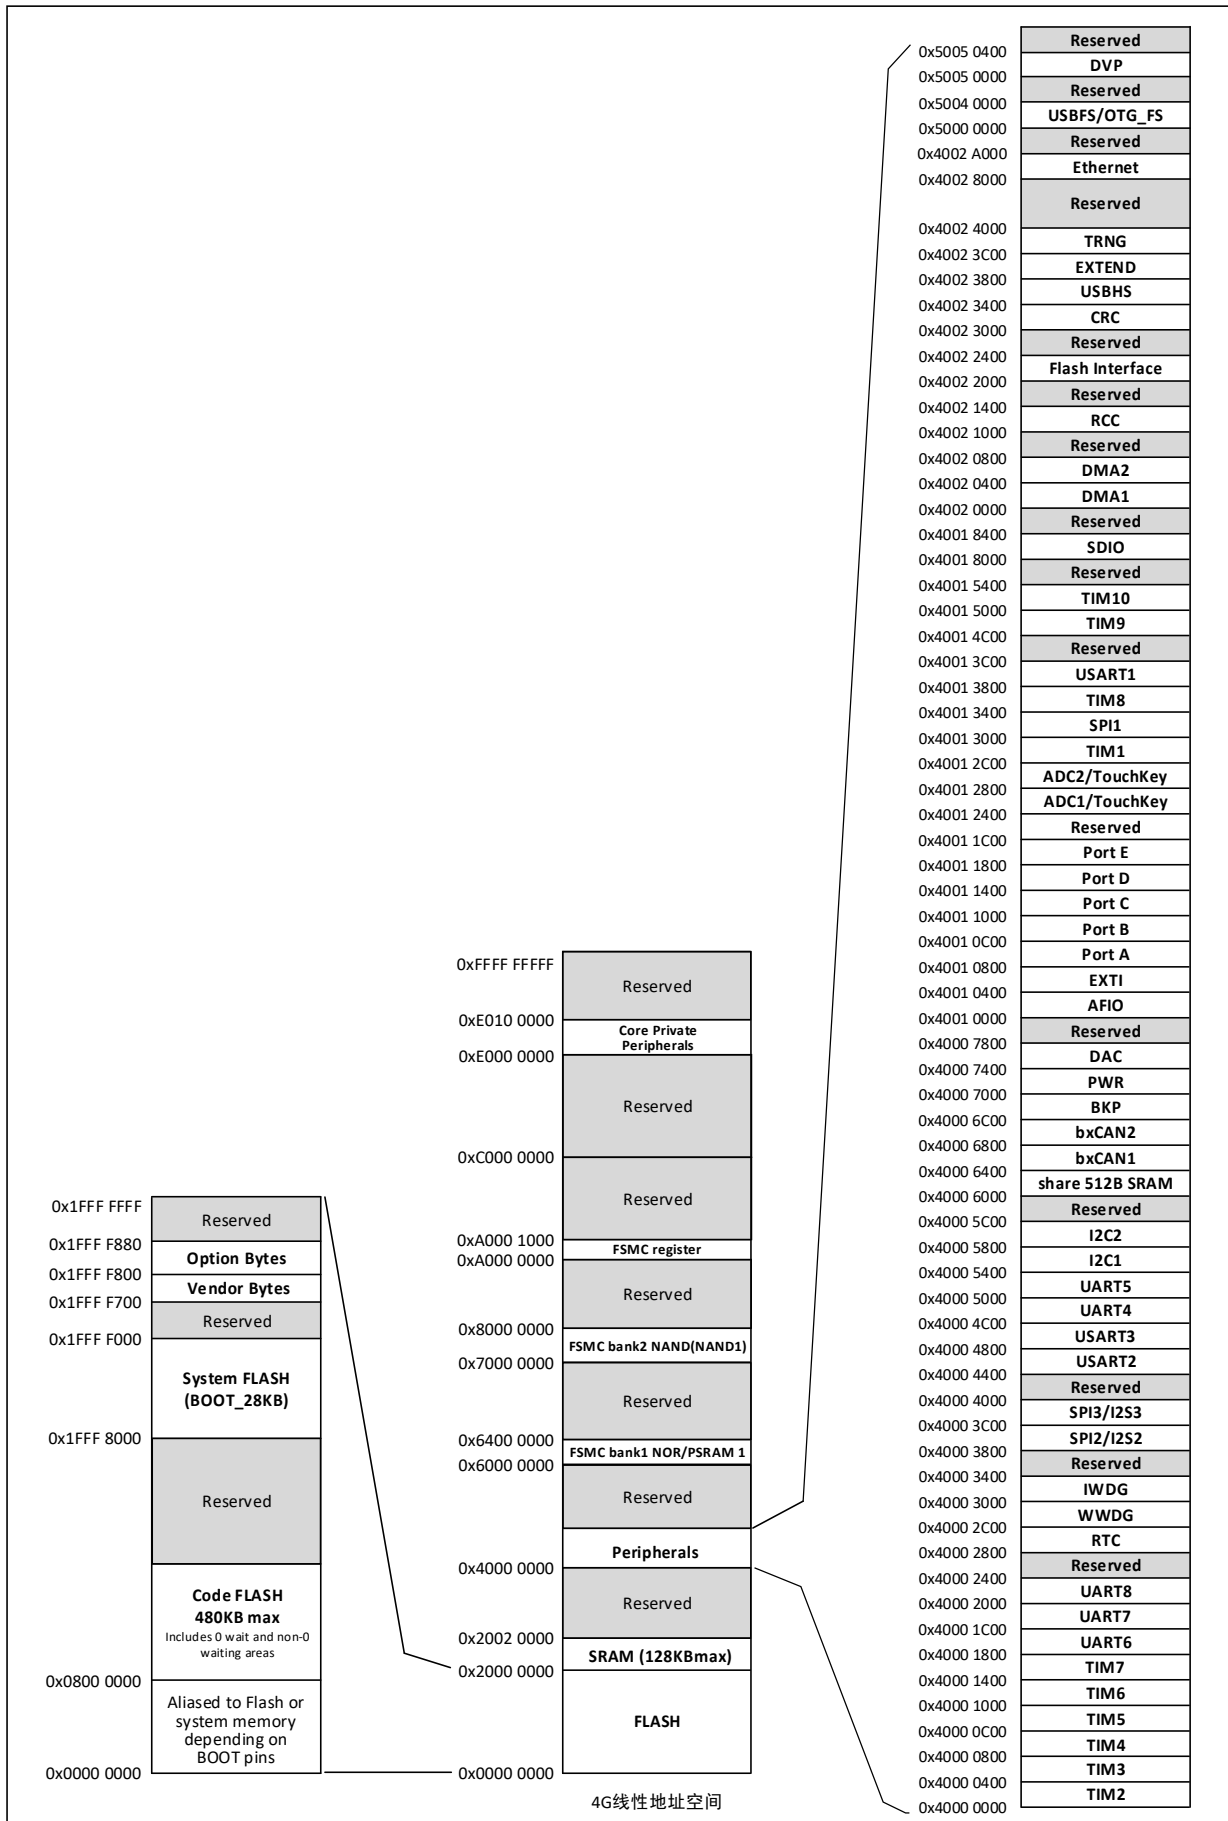 0x5005 0400
Reserved
DVP
0x5005 0000
Reserved
0x5004 0000
USBFS/OTG_FS
0x5000 0000
Reserved
0x4002 A000
Ethernet
0x4002 8000
Reserved
0x4002 4000
TRNG
0x4002 3C00
EXTEND
0x4002 3800
USBHS
0x4002 3400
CRC
0x4002 3000
Reserved
0x4002 2400
Flash Interface
0x4002 2000
Reserved
0x4002 1400
RCC
0x4002 1000
Reserved
0x4002 0800
DMA2
0x4002 0400
DMA1
0x4002 0000
Reserved
0x4001 8400
SDIO
0x4001 8000
Reserved
0x4001 5400
TIM10
0x4001 5000
TIM9
0x4001 4C00
Reserved
0x4001 3C00
USART1
0x4001 3800
TIM8
0x4001 3400
SPI1
0x4001 3000
TIM1
0x4001 2C00
ADC2/TouchKey
0x4001 2800
ADC1/TouchKey
0x4001 2400
Reserved
0x4001 1C00
Port E
0x4001 1800
Port D
0x4001 1400
Port C
0x4001 1000
Port B
0x4001 0C00
Port A
0x4001 0800
EXTI
0x4001 0400
AFIO
0x4001 0000
Reserved
0x4000 7800
DAC
0x4000 7400
PWR
0x4000 7000
BKP
0x4000 6C00
bxCAN2
0x4000 6800
bxCAN1
0x4000 6400
share 512B SRAM
0x4000 6000
Reserved
0x4000 5C00
I2C2
0x4000 5800
I2C1
0x4000 5400
UART5
0x4000 5000
UART4
0x4000 4C00
USART3
0x4000 4800
USART2
0x4000 4400
Reserved
0x4000 4000
SPI3/I2S3
0x4000 3C00
SPI2/I2S2
0x4000 3800
Reserved
0x4000 3400
IWDG
0x4000 3000
WWDG
0x4000 2C00
RTC
0x4000 2800
Reserved
0x4000 2400
UART8
0x4000 2000
UART7
0x4000 1C00
UART6
0x4000 1800
TIM7
0x4000 1400
TIM6
0x4000 1000
TIM5
0x4000 0C00
TIM4
0x4000 0800
TIM3
0x4000 0400
TIM2
0x4000 0000
0xFFFF FFFFF
Reserved
0xE010 0000
Core Private
Peripherals
0xE000 0000
Reserved
0xC000 0000
Reserved
0xA000 1000
FSMC register
0xA000 0000
Reserved
0x8000 0000
FSMC bank2 NAND(NAND1)
0x7000 0000
Reserved
0x6400 0000
FSMC bank1 NOR/PSRAM 1
0x6000 0000
Reserved
Peripherals
0x4000 0000
Reserved
0x2002 0000
SRAM (128KBmax)
0x2000 0000
FLASH
0x0000 0000
4G线性地址空间
0x1FFF FFFF
Reserved
0x1FFF F880
Option Bytes
0x1FFF F800
Vendor Bytes
0x1FFF F700
Reserved
0x1FFF F000
System FLASH
(BOOT_28KB)
0x1FFF 8000
Reserved
Code FLASH
480KB max
Includes 0 wait and non-0
waiting areas
0x0800 0000
Aliased to Flash or
system memory
depending on
BOOT pins
0x0000 0000